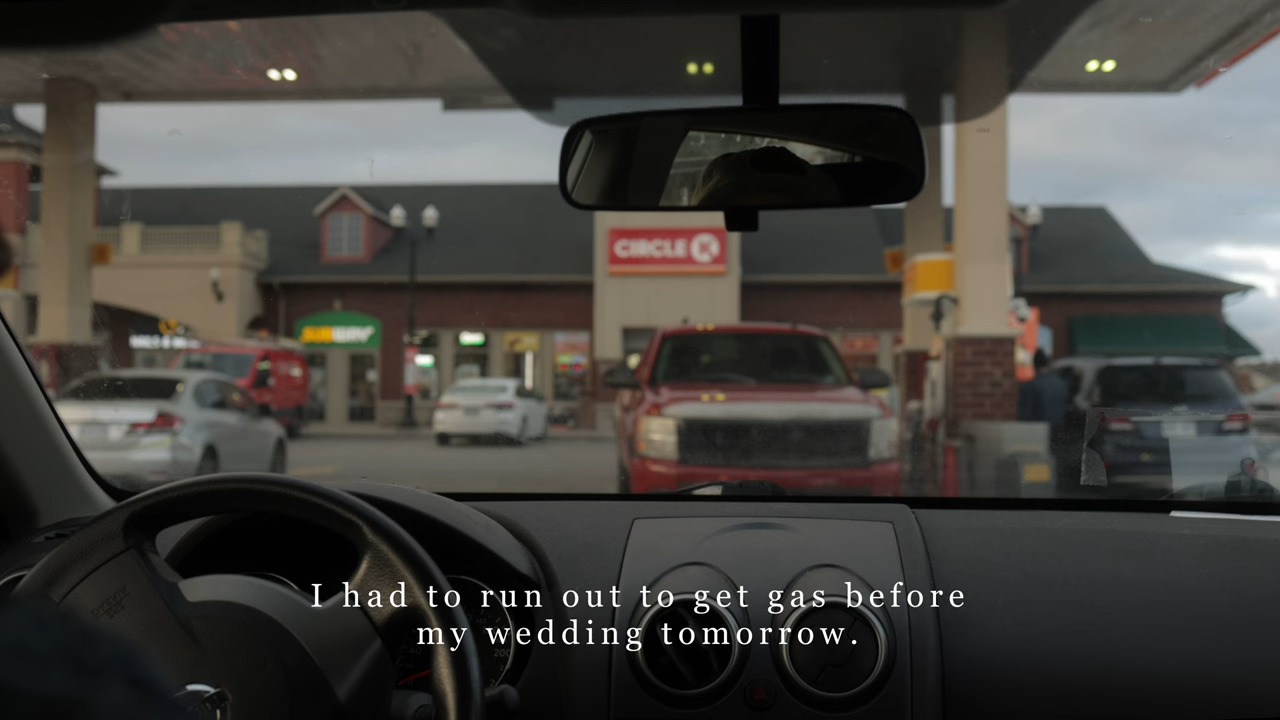 CIRCLE K
SUBWAY
I had to run out to get gas before
my wedding tomorrow.